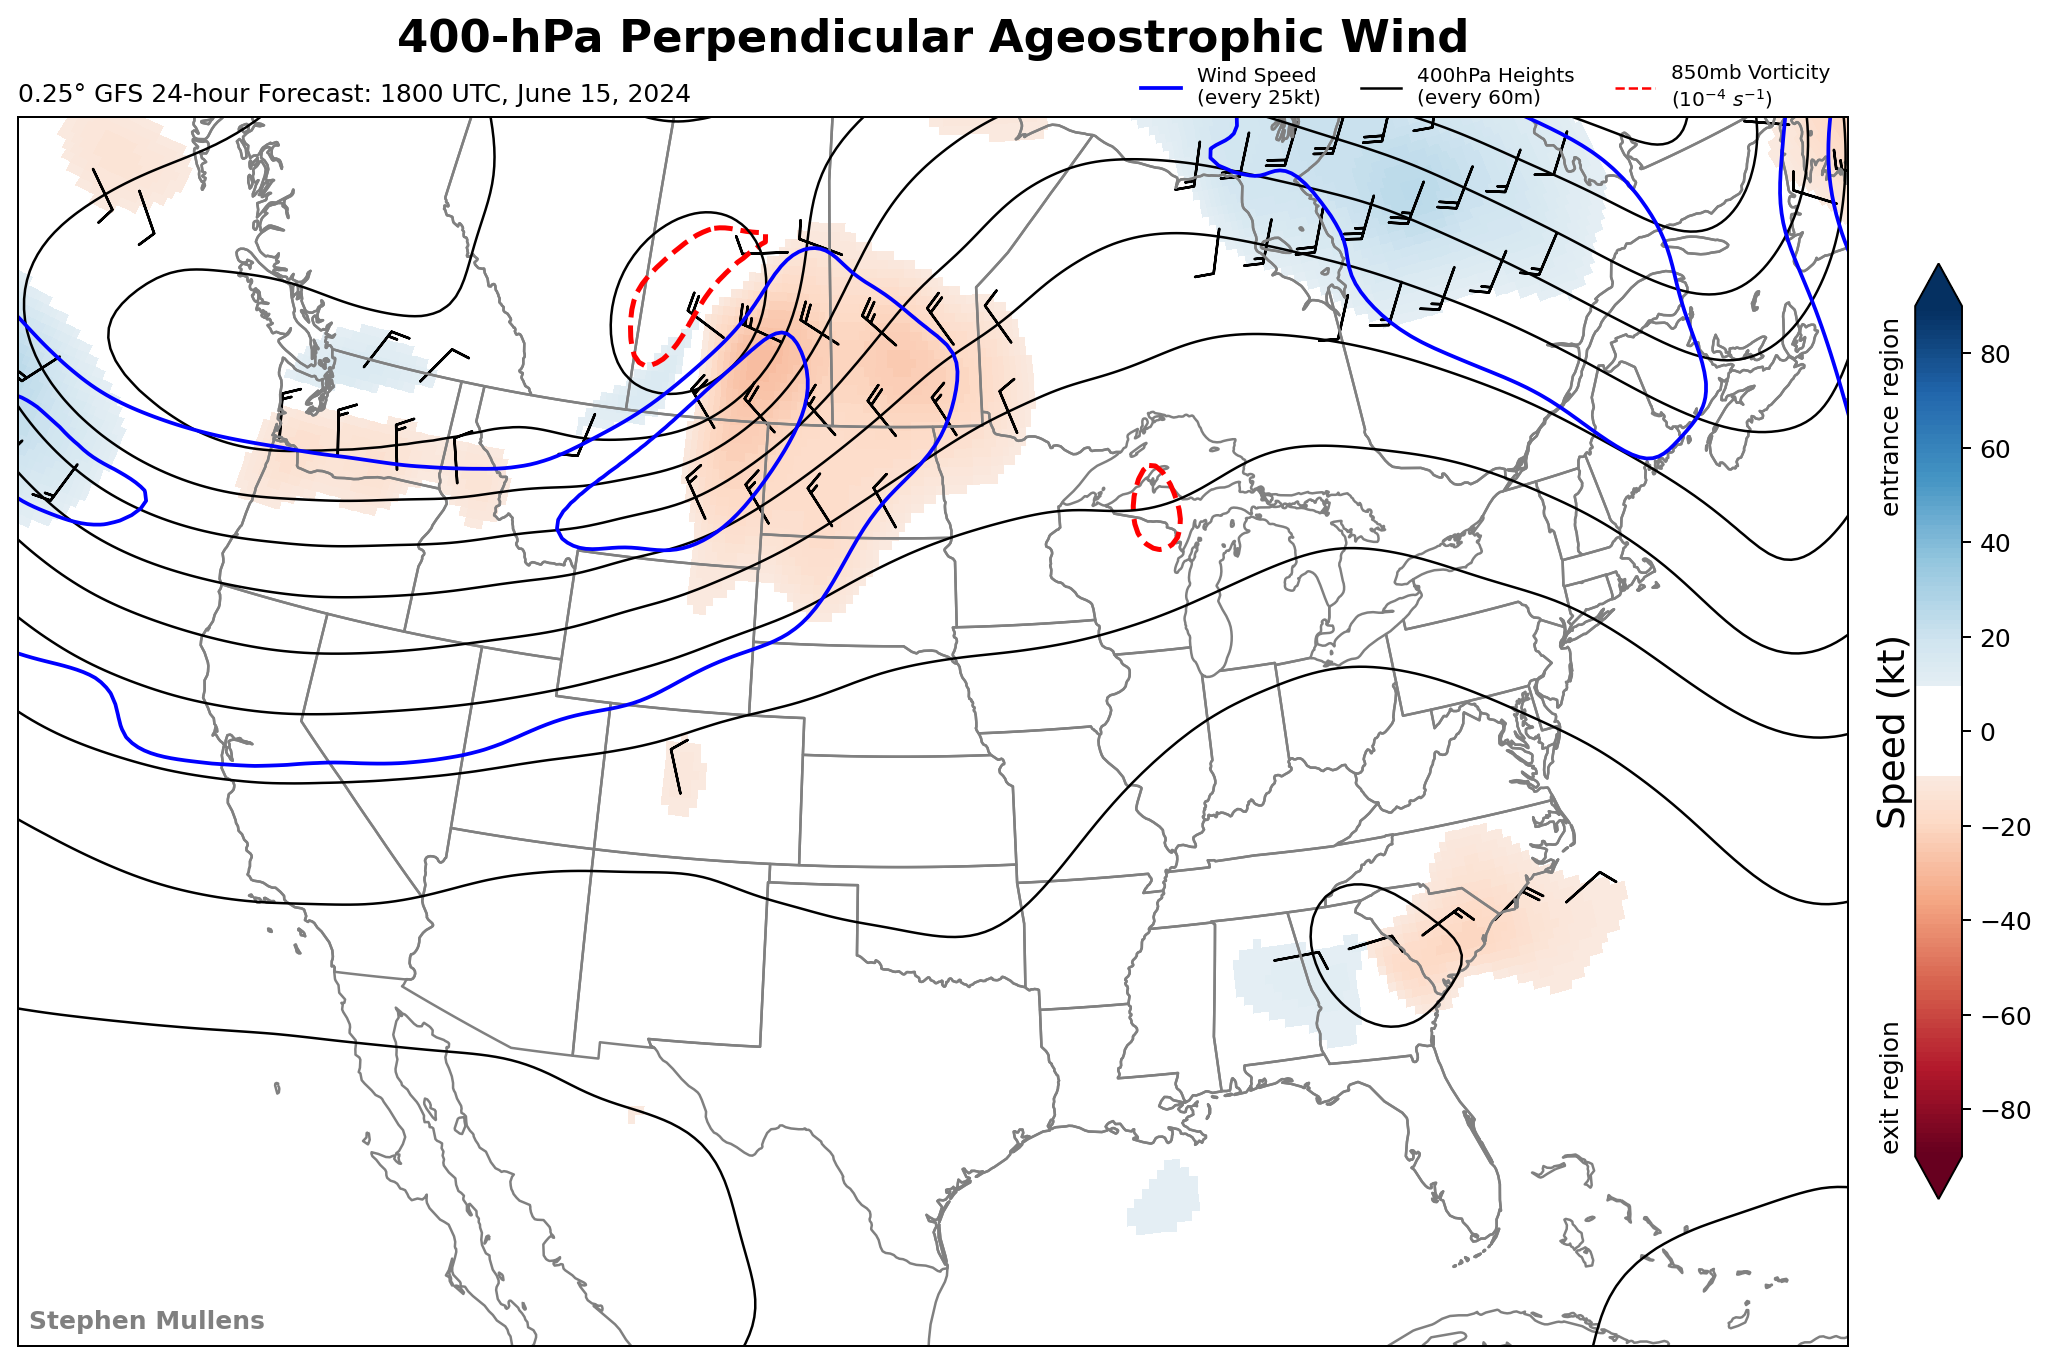 400-hPa Perpendicular Ageostrophic Wind
0.25° GFS 24-hour Forecast: 1800 UTC, June 15, 2024
Wind Speed
(every 25kt)
400hPa Heights
(every 60m)
850mb Vorticity
(10⁻⁴ s⁻¹)
entrance region
Speed (kt)
exit region
80
60
40
20
0
−20
−40
−60
−80
Stephen Mullens